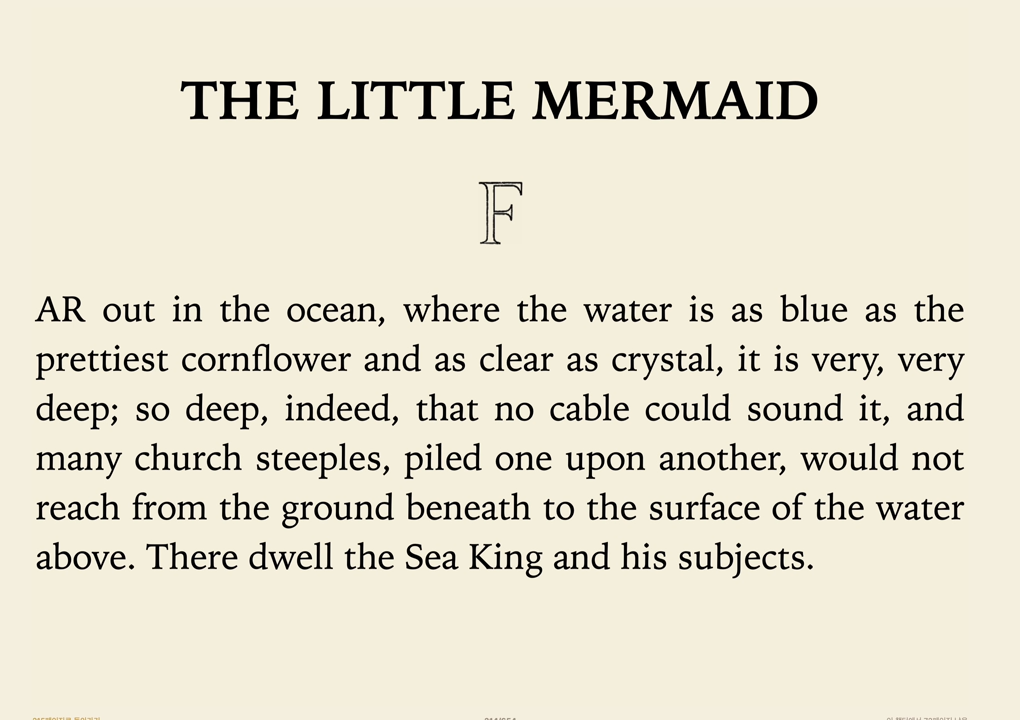 THE LITTLE MERMAID
F
AR out in the ocean, where the water is as blue as the
prettiest cornflower and as clear as crystal, it is very, very
deep; so deep, indeed, that no cable could sound it, and
many church steeples, piled one upon another, would not
reach from the ground beneath to the surface of the water
above. There dwell the Sea King and his subjects.